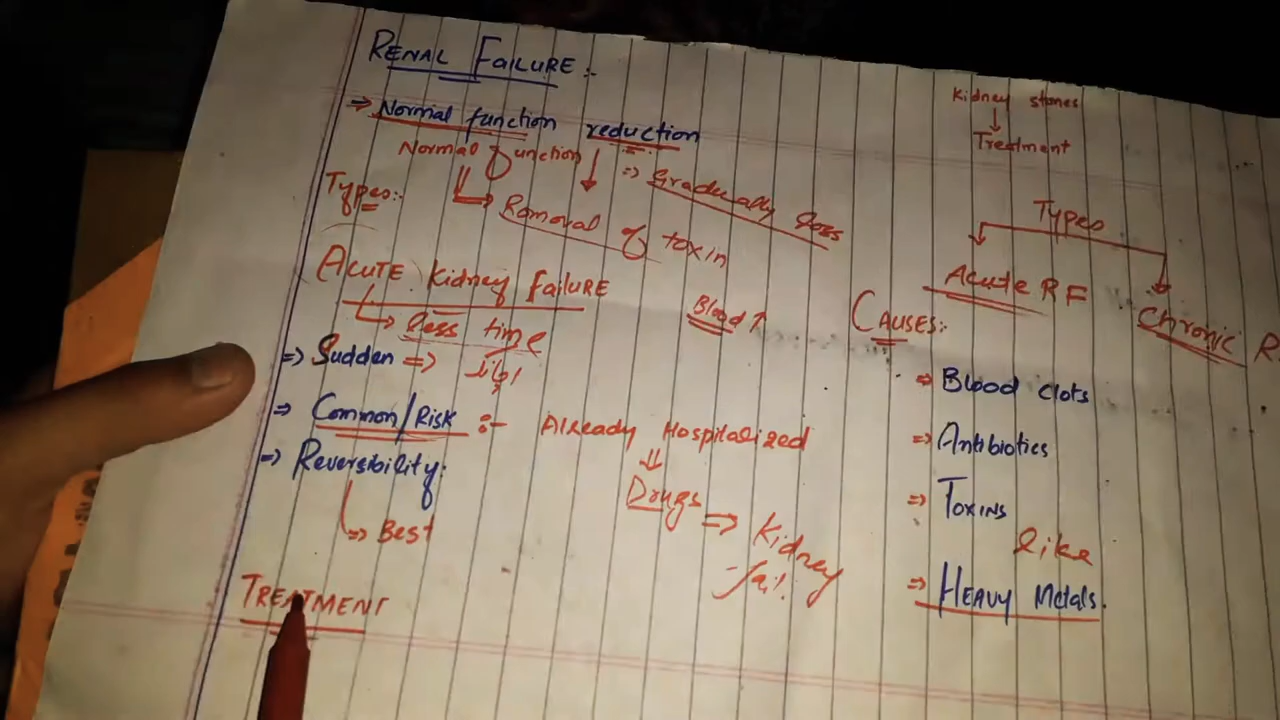 RENAL FAILURE:-
Kidney stones
↓
Treatment
⇒ Normal function reduction
Normal function ↓ ⇒ Gradually loss
Removal of toxin
Types:-
Types
Acute RF
Chronic R
ACUTE Kidney FAILURE
less time
Blood ↑
⇒ Sudden ⇒
⇒ Common/Risk :- Already Hospitalized
⇓
Drugs ⇒ Kidney fail.
⇒ Reversibility:
⇒ Best
TREATMENT
CAUSES:-
⇒ Blood clots
⇒ Antibiotics
⇒ Toxins
like
⇒ HEAVY Metals.